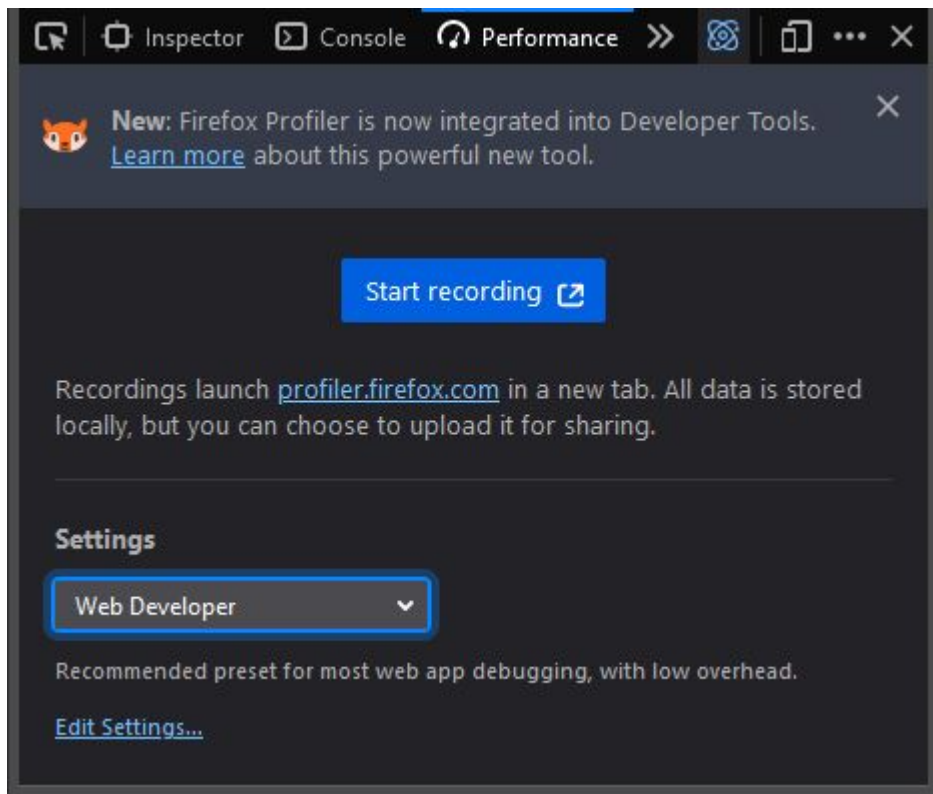 Inspector Console Performance
New: Firefox Profiler is now integrated into Developer Tools.
Learn more about this powerful new tool.
Start recording
Recordings launch profiler.firefox.com in a new tab. All data is stored
locally, but you can choose to upload it for sharing.
Settings
Web Developer
Recommended preset for most web app debugging, with low overhead.
Edit Settings...